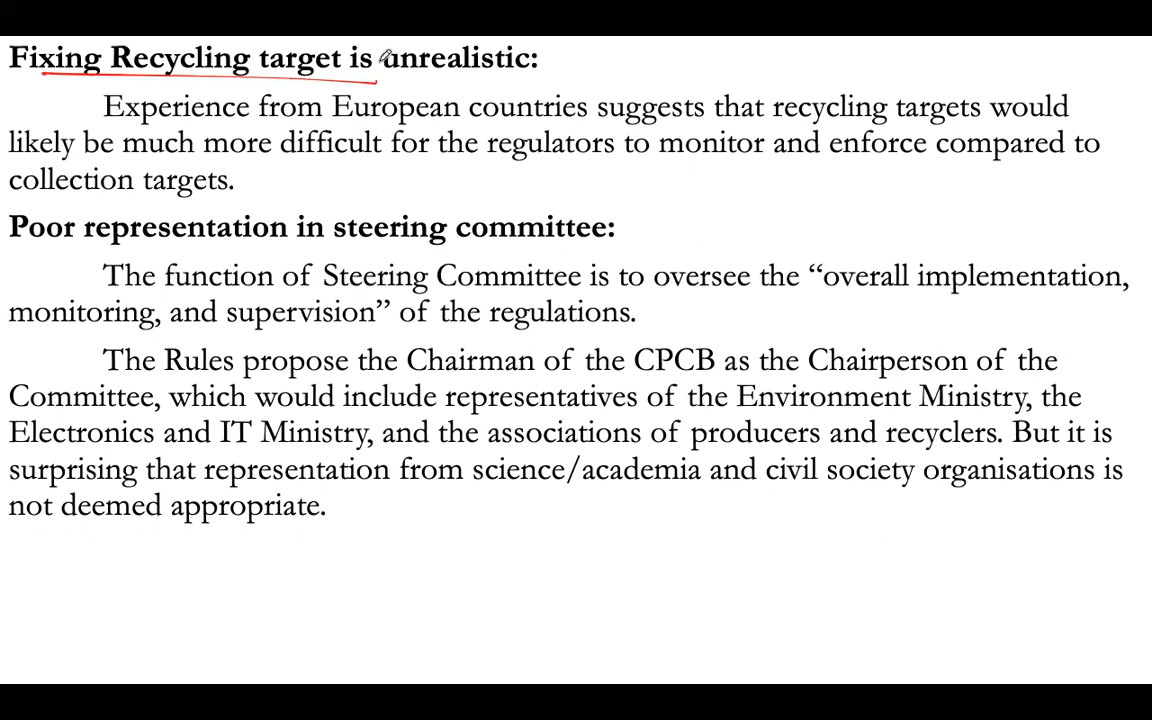 Fixing Recycling target is unrealistic:
Experience from European countries suggests that recycling targets would
likely be much more difficult for the regulators to monitor and enforce compared to
collection targets.
Poor representation in steering committee:
The function of Steering Committee is to oversee the “overall implementation,
monitoring, and supervision” of the regulations.
The Rules propose the Chairman of the CPCB as the Chairperson of the
Committee, which would include representatives of the Environment Ministry, the
Electronics and IT Ministry, and the associations of producers and recyclers. But it is
surprising that representation from science/academia and civil society organisations is
not deemed appropriate.